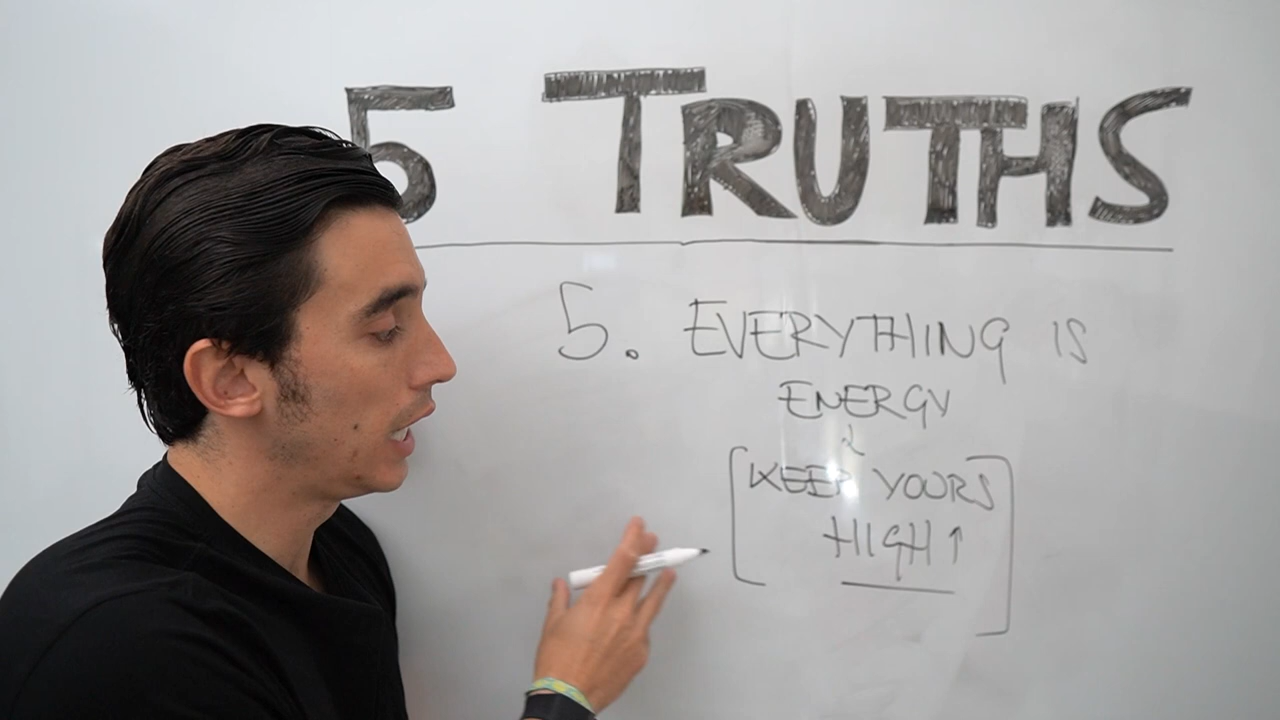 5 TRUTHS
5. EVERYTHING IS
ENERGY
&
[KEEP YOURS
HIGH↑]